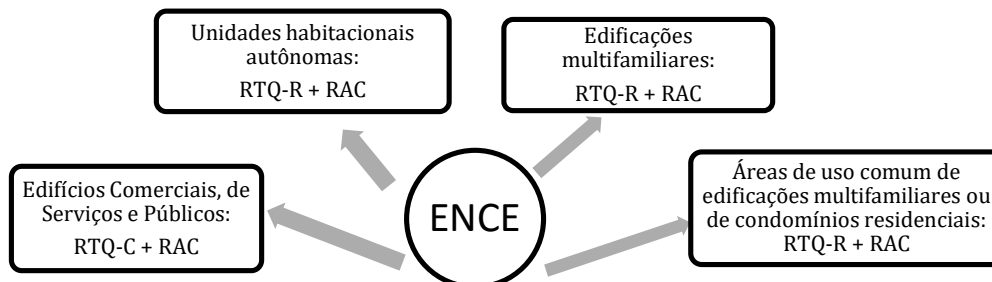 Unidades habitacionais
autônomas:
RTQ-R + RAC
Edificações
multifamiliares:
RTQ-R + RAC
Edifícios Comerciais, de
Serviços e Públicos:
RTQ-C + RAC
ENCE
Áreas de uso comum de
edificações multifamiliares ou
de condomínios residenciais:
RTQ-R + RAC